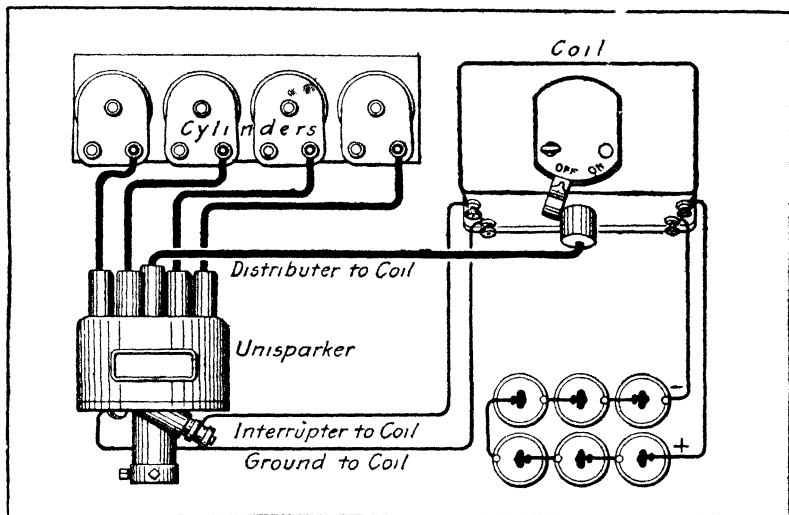 Coil
Cylinders
OFF ON
Distributer to Coil
Unisparker
-
Interrupter to Coil
+
Ground to Coil